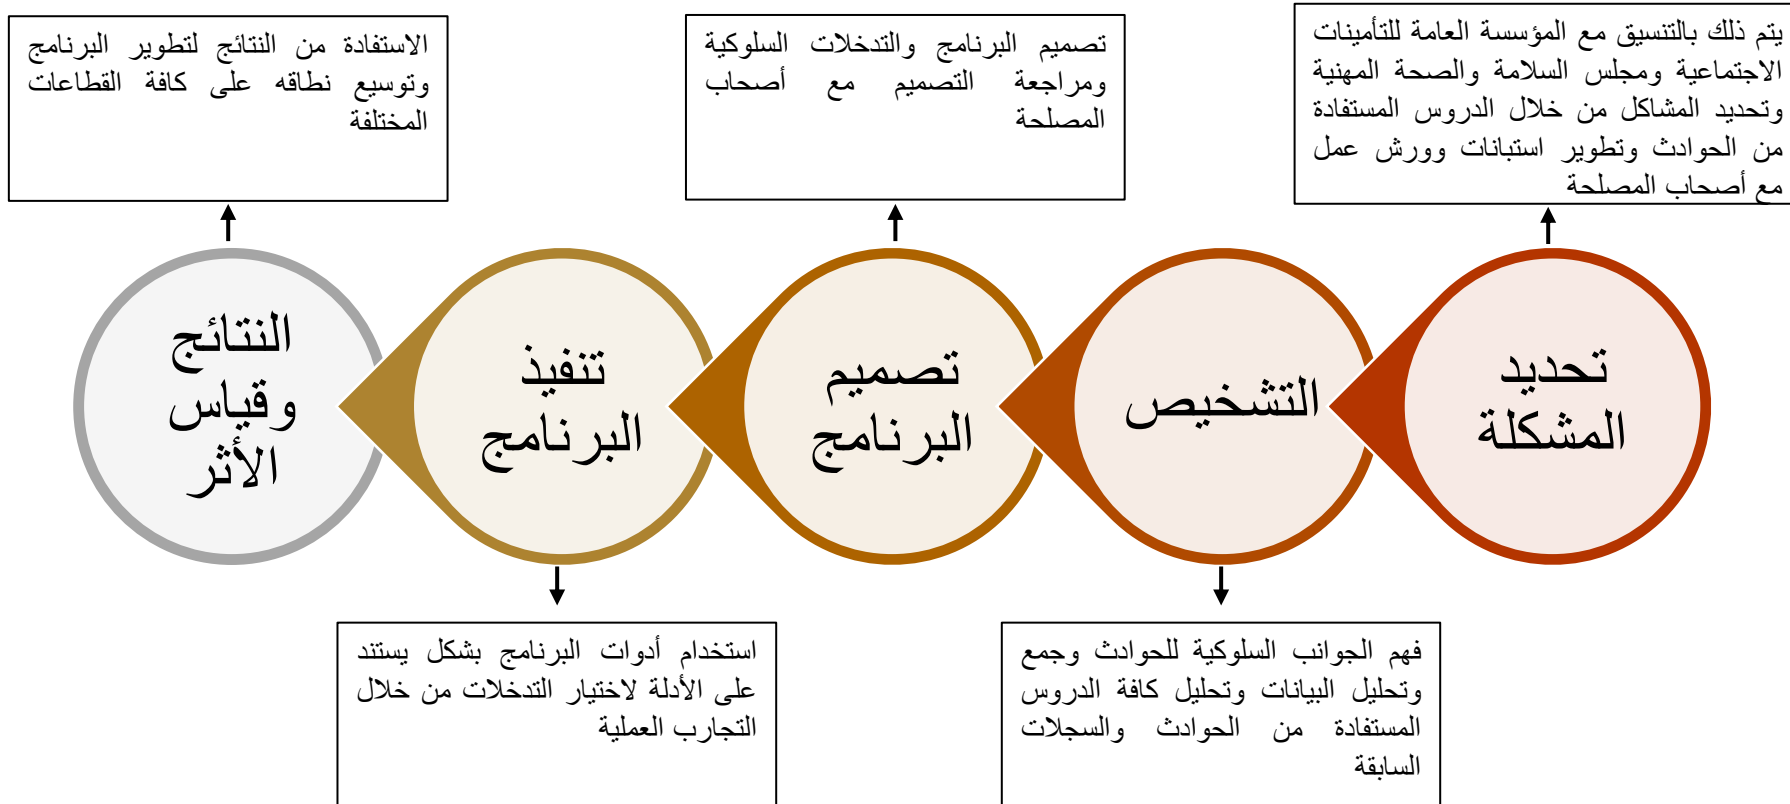 يتم ذلك بالتنسيق مع المؤسسة العامة للتأمينات
الاجتماعية ومجلس السلامة والصحة المهنية
وتحديد المشاكل من خلال الدروس المستفادة
من الحوادث وتطوير استبانات وورش عمل
مع أصحاب المصلحة
تصميم البرنامج والتدخلات السلوكية
ومراجعة التصميم مع أصحاب
المصلحة
الاستفادة من النتائج لتطوير البرنامج
وتوسيع نطاقه على كافة القطاعات
المختلفة
تحديد
المشكلة
التشخيص
تصميم
البرنامج
تنفيذ
البرنامج
النتائج
وقياس
الأثر
فهم الجوانب السلوكية للحوادث وجمع
وتحليل البيانات وتحليل كافة الدروس
المستفادة من الحوادث والسجلات
السابقة
استخدام أدوات البرنامج بشكل يستند
على الأدلة لاختيار التدخلات من خلال
التجارب العملية